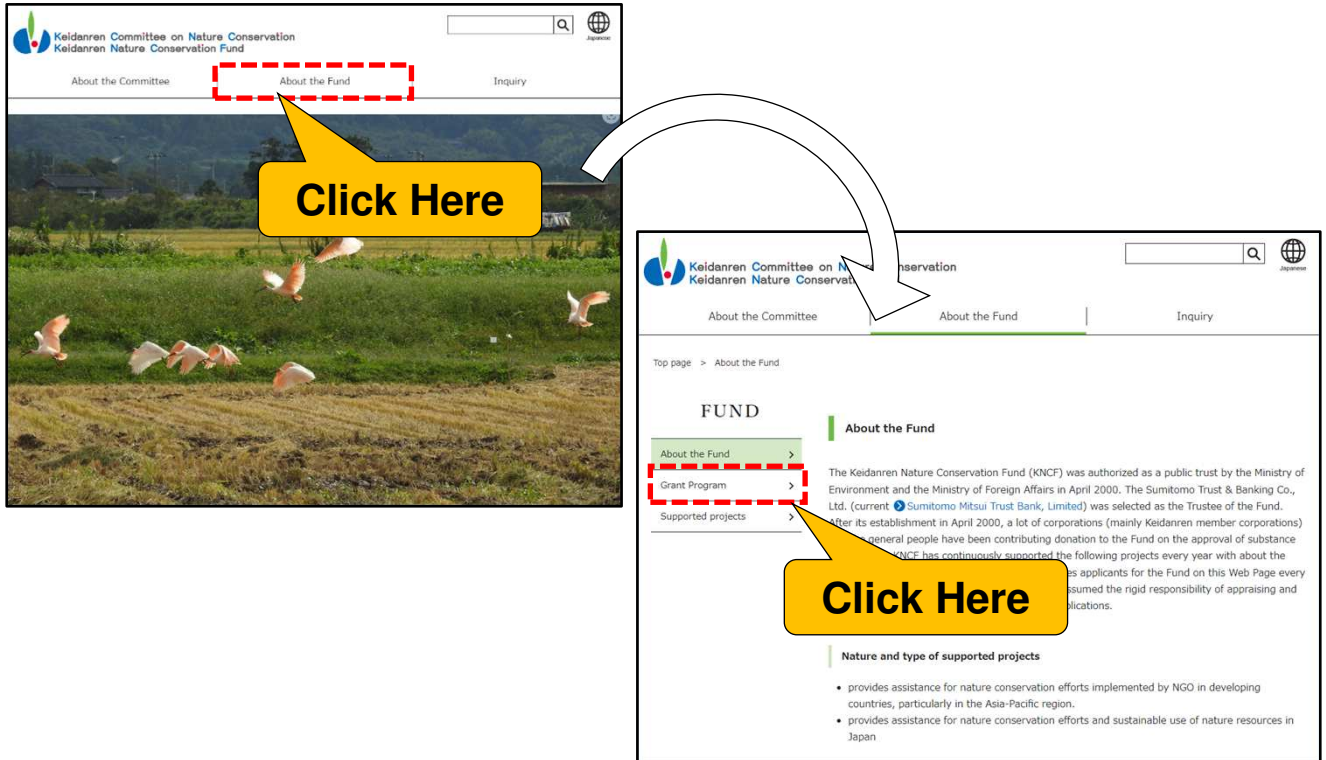 Keidanren Committee on Nature Conservation
Keidanren Nature Conservation Fund
Japanese
About the Committee
About the Fund
Inquiry
Click Here
Keidanren Committee on N
nservation
Keidanren Nature Conservat
Japanese
About the Committee
About the Fund
Inquiry
Top page > About the Fund
FUND
About the Fund >
Grant Program >
Supported projects >
About the Fund
The Keidanren Nature Conservation Fund (KNCF) was authorized as a public trust by the Ministry of
Environment and the Ministry of Foreign Affairs in April 2000. The Sumitomo Trust & Banking Co.,
Ltd. (current Sumitomo Mitsui Trust Bank, Limited) was selected as the Trustee of the Fund.
After its establishment in April 2000, a lot of corporations (mainly Keidanren member corporations)
general people have been contributing donation to the Fund on the approval of substance
KNCF has continuously supported the following projects every year with about the
es applicants for the Fund on this Web Page every
ssumed the rigid responsibility of appraising and
plications.
Click Here
Nature and type of supported projects
• provides assistance for nature conservation efforts implemented by NGO in developing
countries, particularly in the Asia-Pacific region.
• provides assistance for nature conservation efforts and sustainable use of nature resources in
Japan